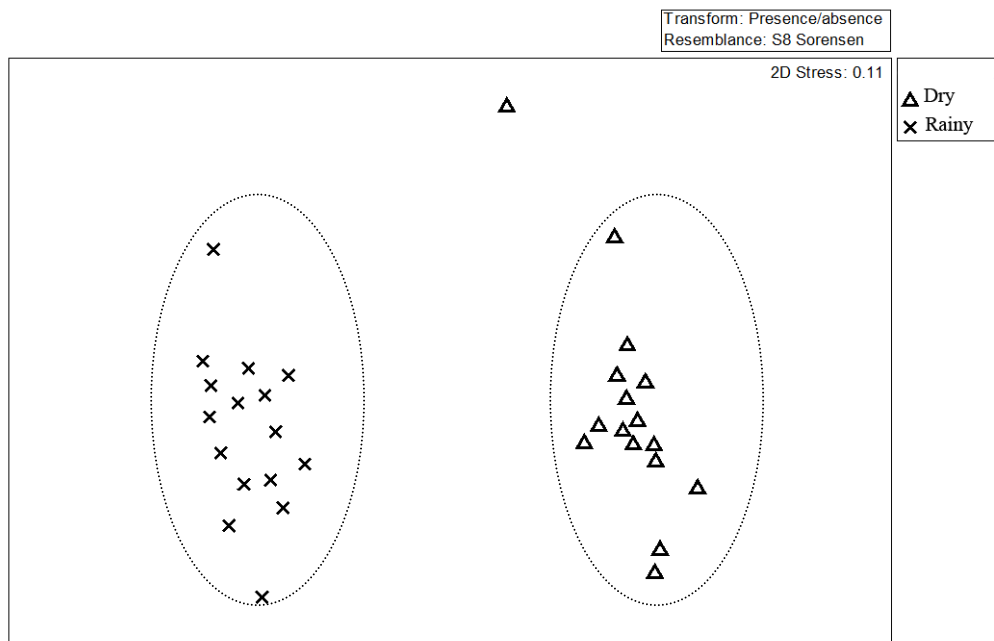 Transform: Presence/absence
Resemblance: S8 Sorensen
2D Stress: 0.11
Dry
Rainy